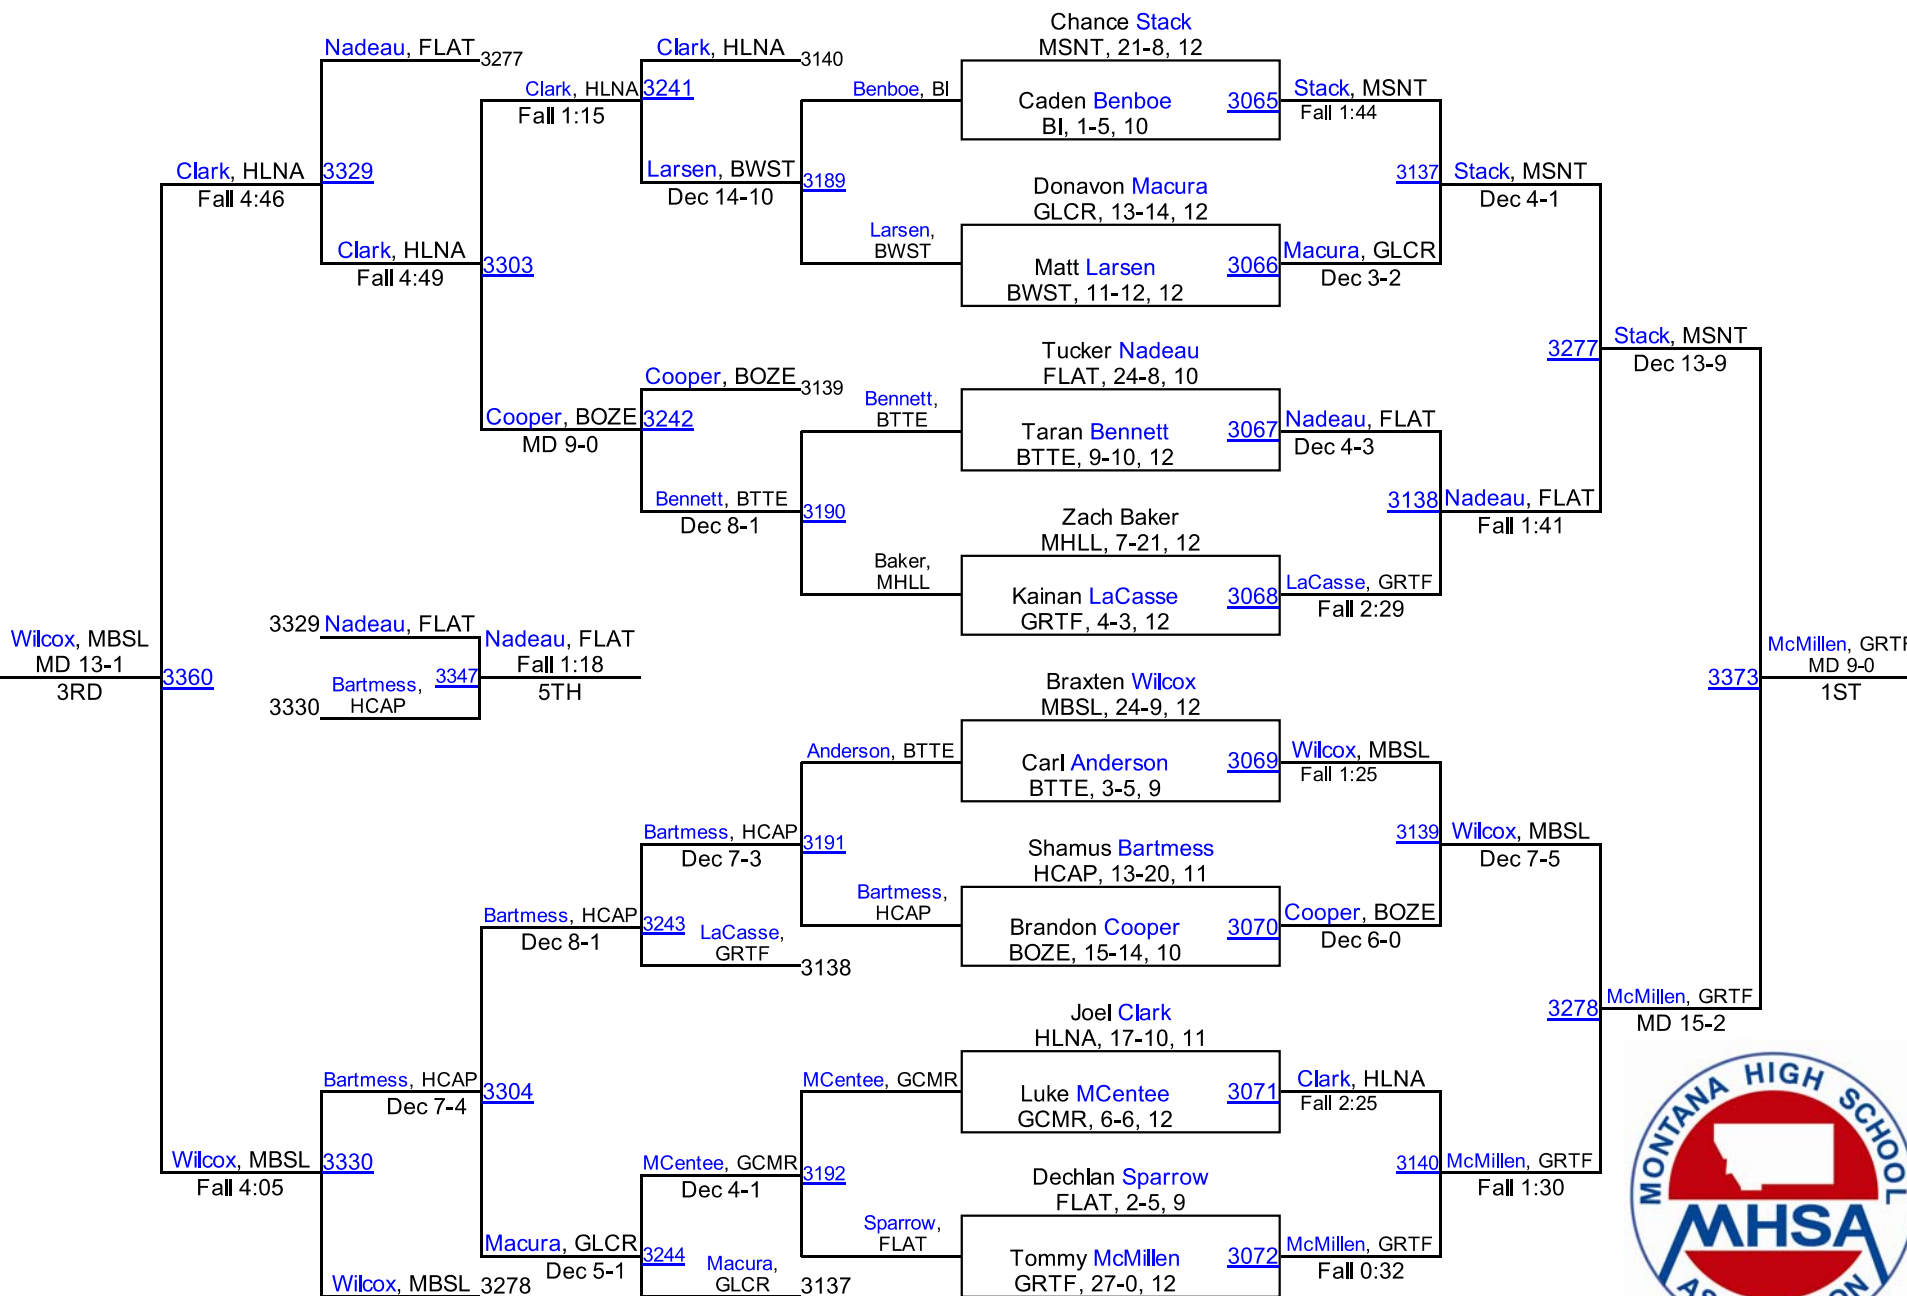 Chance Stack
Nadeau, FLAT 3277
Clark, HLNA 3140
MSNT, 21-8, 12
Clark, HLNA 3241
Fall 1:15
Benboe, BI
Caden Benboe 3065
BI, 1-5, 10
Stack, MSNT
Fall 1:44
Clark, HLNA 3329
Fall 4:46
Larsen, BWST 3189
Dec 14-10
Donavon Macura
GLCR, 13-14, 12
3137 Stack, MSNT
Dec 4-1
Clark, HLNA 3303
Fall 4:49
Larsen,
BWST
Matt Larsen 3066
BWST, 11-12, 12
Macura, GLCR
Dec 3-2
Tucker Nadeau
FLAT, 24-8, 10
3277 Stack, MSNT
Dec 13-9
Cooper, BOZE 3139
Cooper, BOZE 3242
MD 9-0
Bennett,
BTTE
Taran Bennett 3067
BTTE, 9-10, 12
Nadeau, FLAT
Dec 4-3
Bennett, BTTE 3190
Dec 8-1
Zach Baker
MHLL, 7-21, 12
3138 Nadeau, FLAT
Fall 1:41
Baker,
MHLL
Kainan LaCasse 3068
GRTF, 4-3, 12
LaCasse, GRTF
Fall 2:29
Wilcox, MBSL
MD 13-1
3RD
3360
3329 Nadeau, FLAT
Bartmess,
HCAP
3330
3347
Nadeau, FLAT
Fall 1:18
5TH
Braxten Wilcox
MBSL, 24-9, 12
3373
McMillen, GRTF
MD 9-0
1ST
Anderson, BTTE
Carl Anderson 3069
BTTE, 3-5, 9
Wilcox, MBSL
Fall 1:25
Bartmess, HCAP 3191
Dec 7-3
Shamus Bartmess
HCAP, 13-20, 11
3139 Wilcox, MBSL
Dec 7-5
Bartmess, HCAP 3243
Dec 8-1
LaCasse,
GRTF
3138
Bartmess,
HCAP
Brandon Cooper 3070
BOZE, 15-14, 10
Cooper, BOZE
Dec 6-0
Joel Clark
HLNA, 17-10, 11
3278 McMillen, GRTF
MD 15-2
Bartmess, HCAP 3304
Dec 7-4
MCentee, GCMR
Luke MCentee 3071
GCMR, 6-6, 12
Clark, HLNA
Fall 2:25
Wilcox, MBSL 3330
Fall 4:05
MCentee, GCMR 3192
Dec 4-1
Dechlan Sparrow
FLAT, 2-5, 9
3140 McMillen, GRTF
Fall 1:30
Macura, GLCR 3244
Dec 5-1
Macura,
GLCR
3137
Sparrow,
FLAT
Tommy McMillen 3072
GRTF, 27-0, 12
McMillen, GRTF
Fall 0:32
Wilcox, MBSL 3278
MONTANA HIGH SCHOOL
MHSA